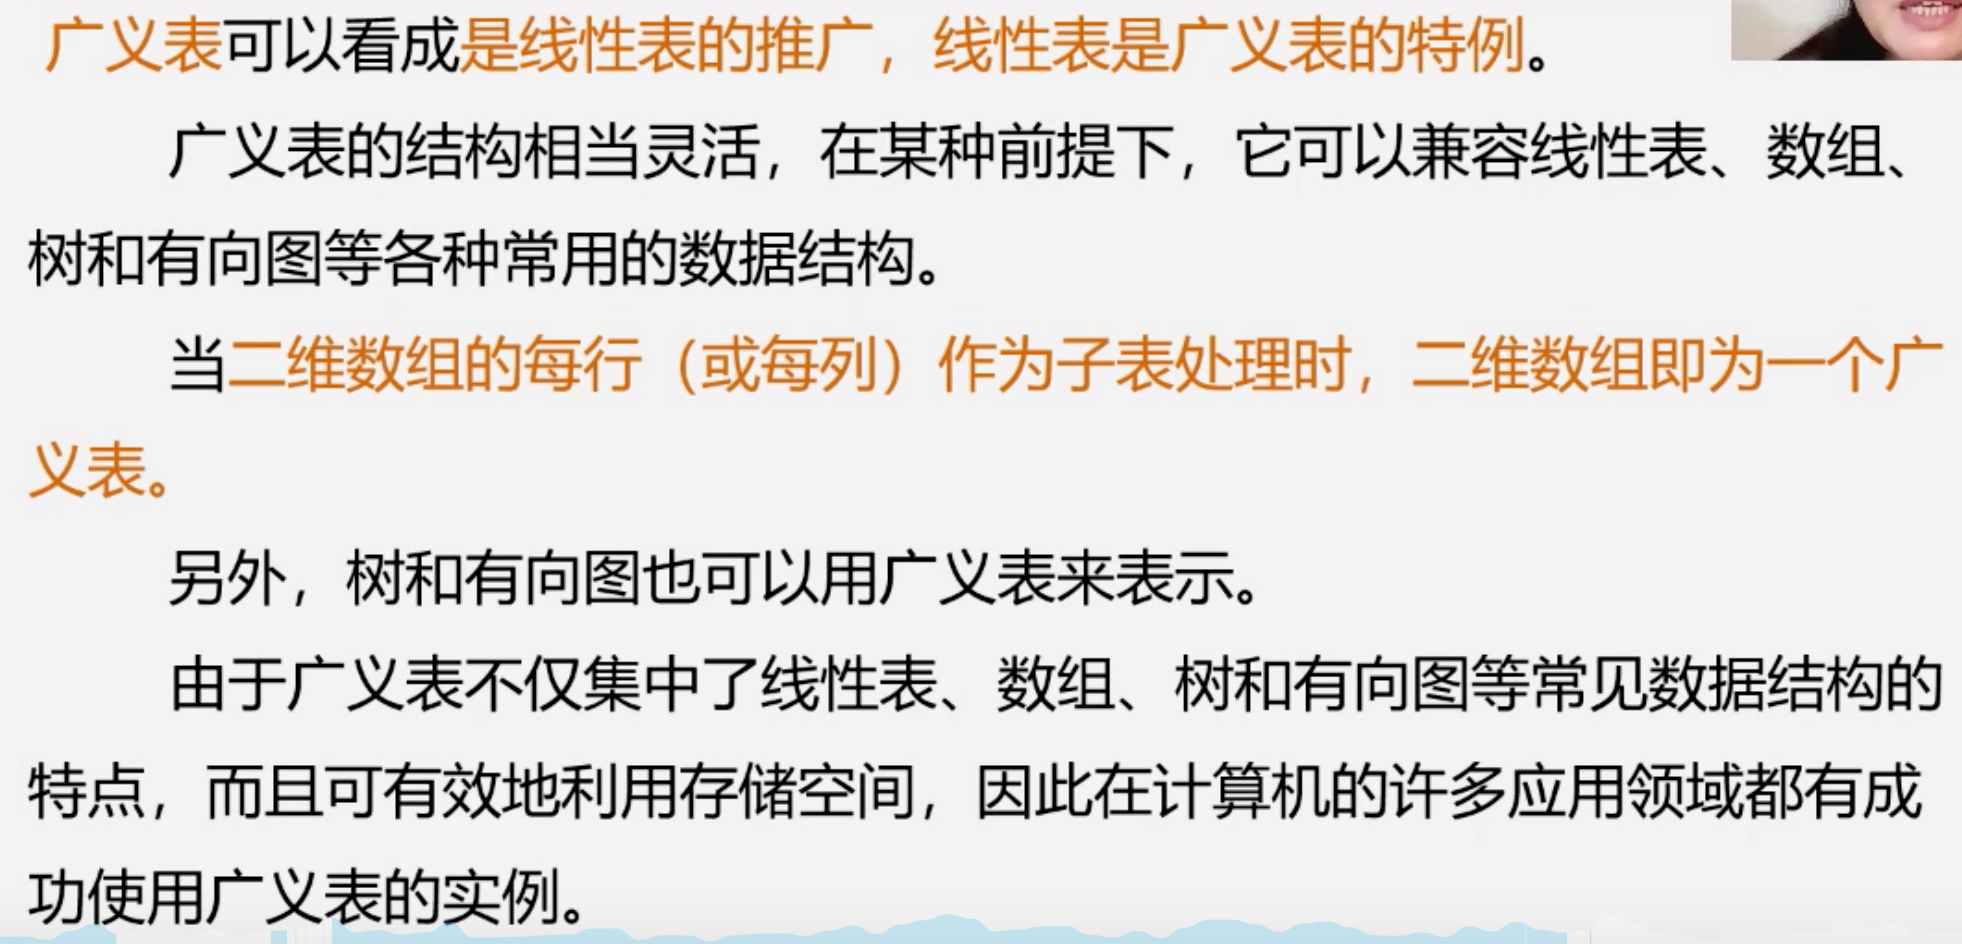 广义表可以看成是线性表的推广，线性表是广义表的特例。
广义表的结构相当灵活，在某种前提下，它可以兼容线性表、数组、
树和有向图等各种常用的数据结构。
当二维数组的每行（或每列）作为子表处理时，二维数组即为一个广
义表。
另外，树和有向图也可以用广义表来表示。
由于广义表不仅集中了线性表、数组、树和有向图等常见数据结构的
特点，而且可有效地利用存储空间，因此在计算机的许多应用领域都有成
功使用广义表的实例。